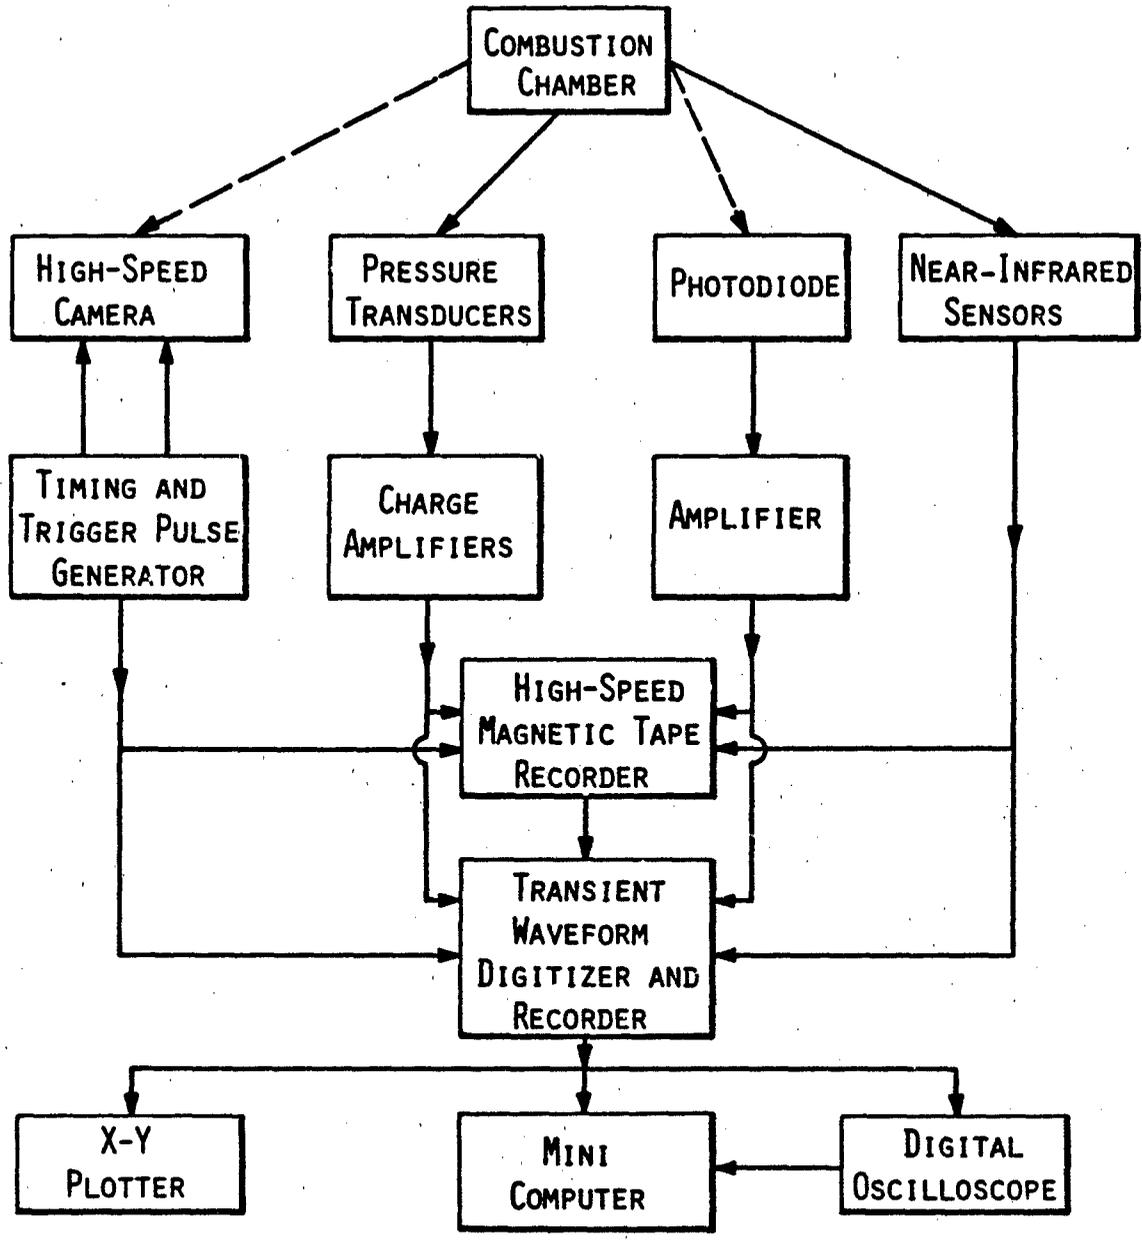 COMBUSTION
CHAMBER
HIGH-SPEED
CAMERA
PRESSURE
TRANSDUCERS
PHOTODIODE
NEAR-INFRARED
SENSORS
TIMING AND
TRIGGER PULSE
GENERATOR
CHARGE
AMPLIFIERS
AMPLIFIER
HIGH-SPEED
MAGNETIC TAPE
RECORDER
TRANSIENT
WAVEFORM
DIGITIZER AND
RECORDER
X-Y
PLOTTER
MINI
COMPUTER
DIGITAL
OSCILLOSCOPE